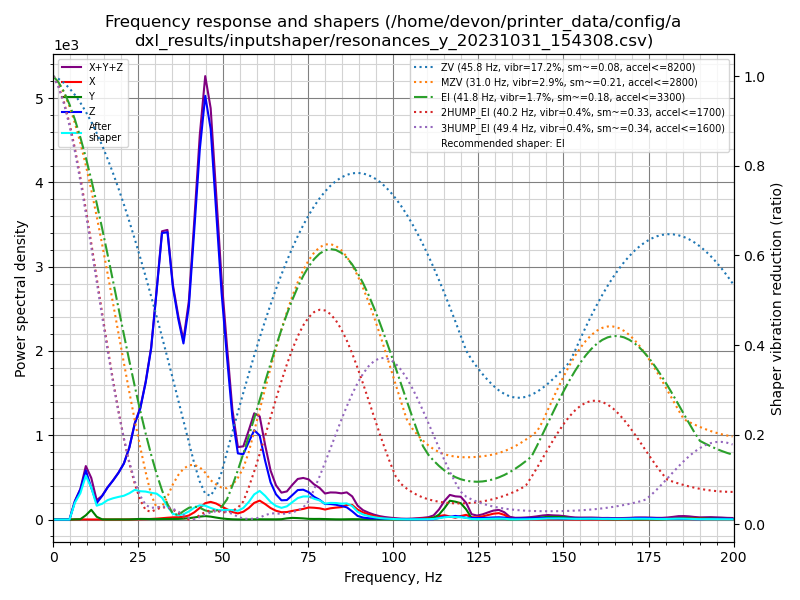 Frequency response and shapers (/home/devon/printer_data/config/a
dxl_results/inputshaper/resonances_y_20231031_154308.csv)
1e3
X+Y+Z
X
Y
Z
After
shaper
ZV (45.8 Hz, vibr=17.2%, sm~=0.08, accel<=8200)
MZV (31.0 Hz, vibr=2.9%, sm~=0.21, accel<=2800)
EI (41.8 Hz, vibr=1.7%, sm~=0.18, accel<=3300)
2HUMP_EI (40.2 Hz, vibr=0.4%, sm~=0.33, accel<=1700)
3HUMP_EI (49.4 Hz, vibr=0.4%, sm~=0.34, accel<=1600)
Recommended shaper: EI
5
4
3
2
1
0
Power spectral density
1.0
0.8
0.6
0.4
0.2
0.0
Shaper vibration reduction (ratio)
0 25 50 75 100 125 150 175 200
Frequency, Hz